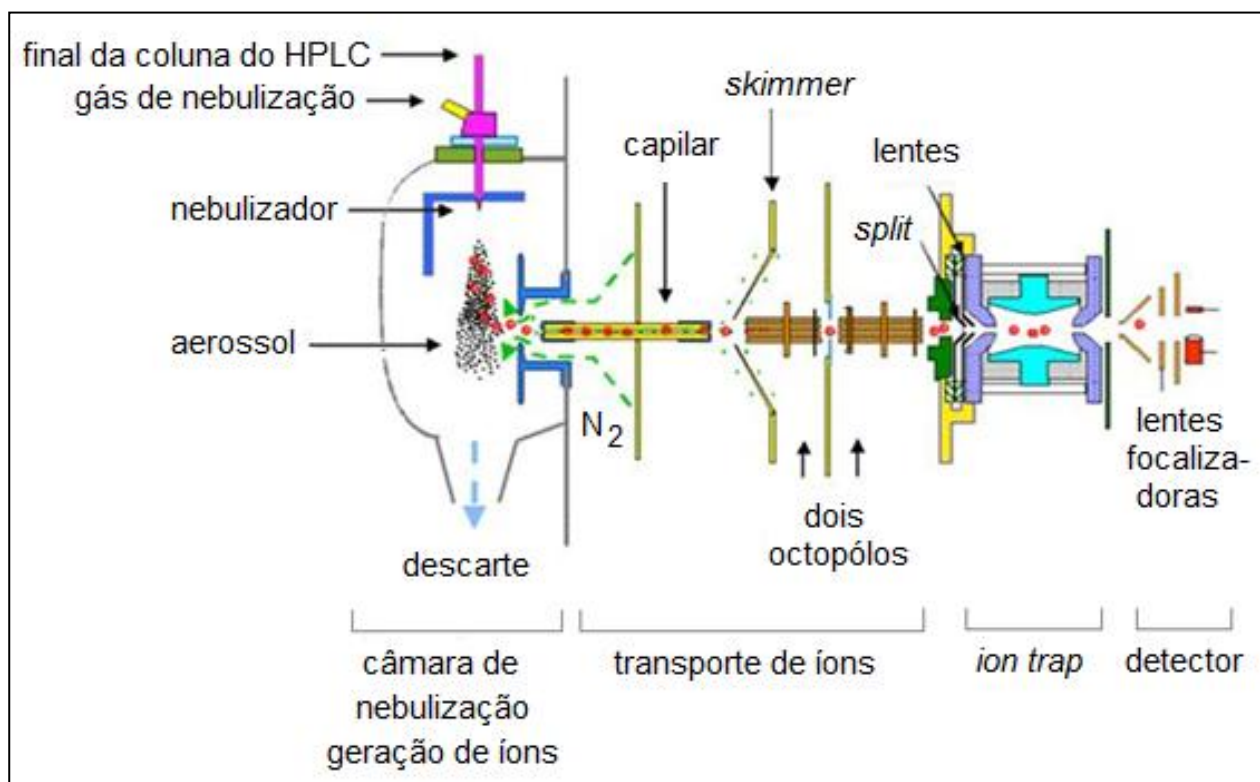 final da coluna do HPLC
gás de nebulização
skimmer
capilar
lentes
nebulizador
split
aerossol
N2
lentes
focaliza-
doras
dois
octopólos
descarte
câmara de
nebulização
geração de íons
transporte de íons
ion trap
detector